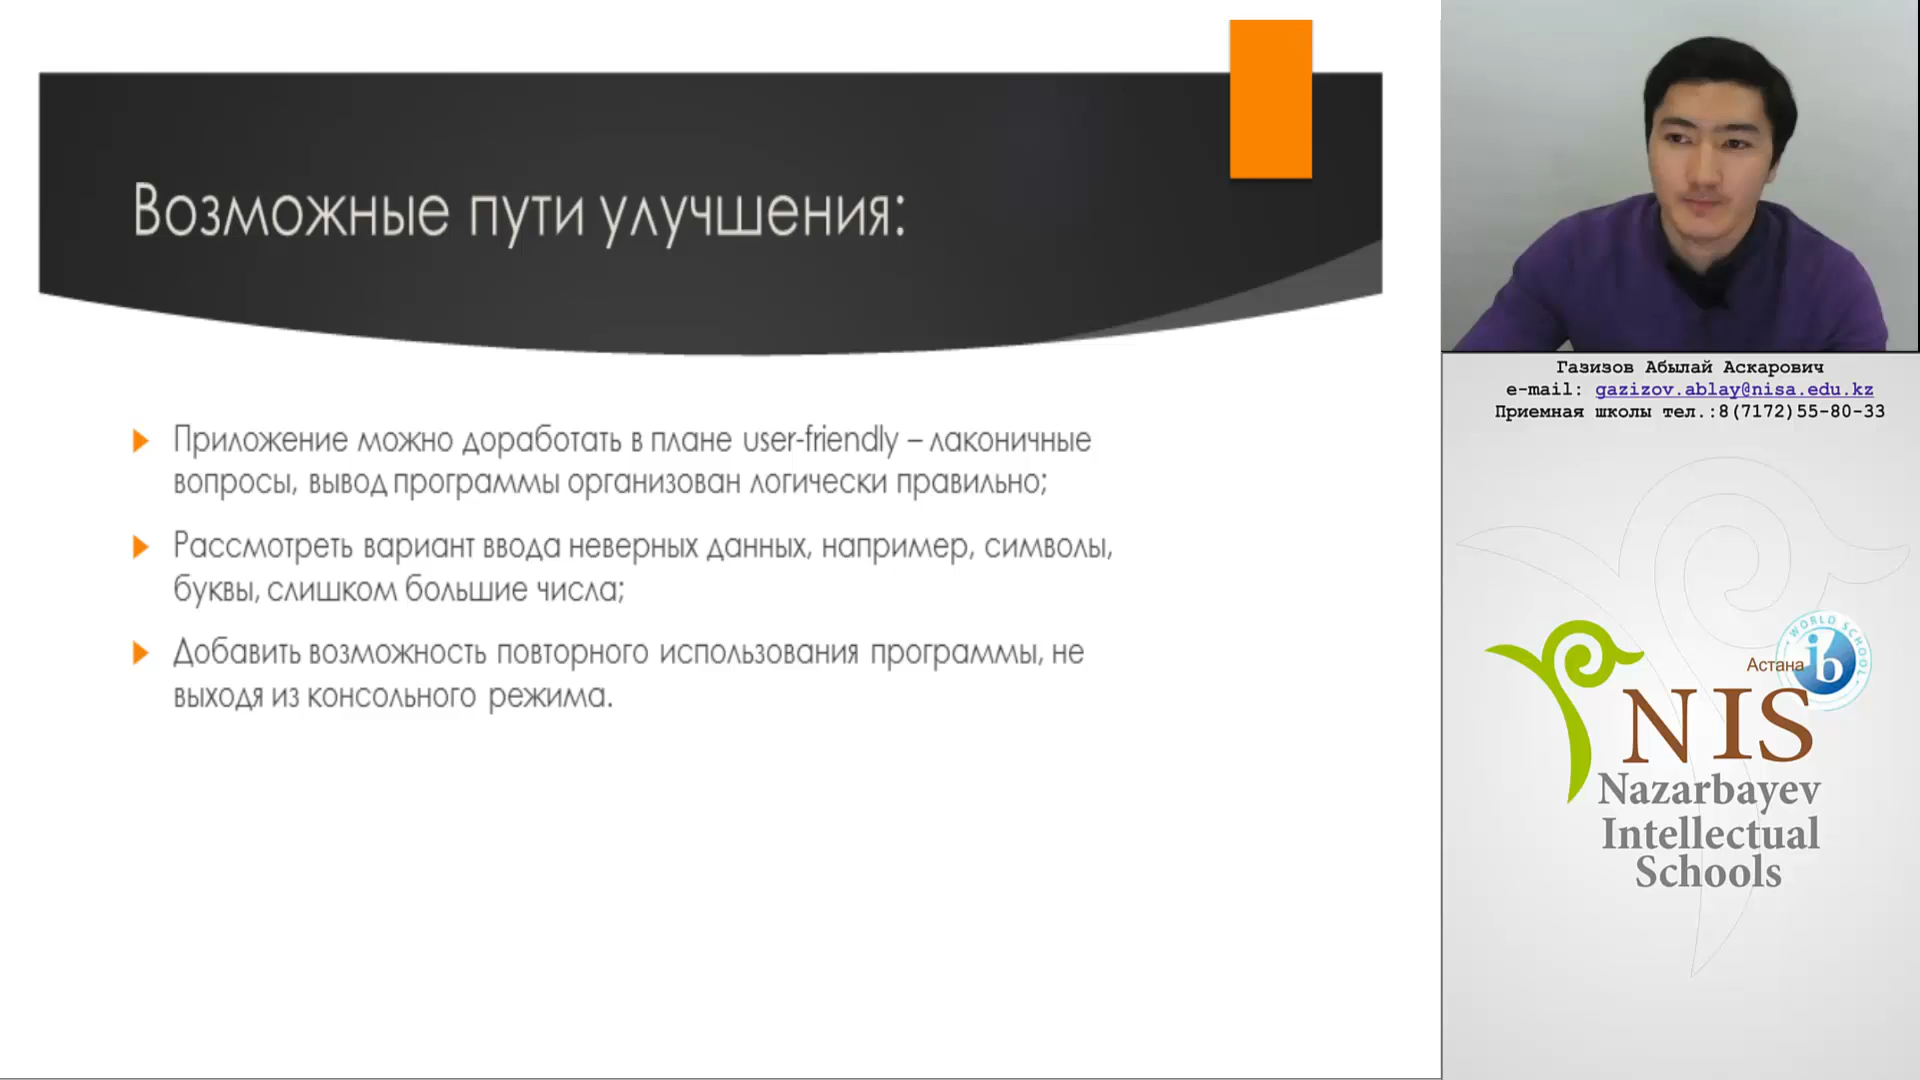 Возможные пути улучшения:
Приложение можно доработать в плане user-friendly – лаконичные
вопросы, вывод программы организован логически правильно;
Рассмотреть вариант ввода неверных данных, например, символы,
буквы, слишком большие числа;
Добавить возможность повторного использования программы, не
выходя из консольного режима.
Газизов Абылай Аскарович
e-mail: gazizov.ablay@nisa.edu.kz
Приемная школы тел.:8(7172)55-80-33
WORLD SCHOOL
Астана
ib
NIS
Nazarbayev
Intellectual
Schools